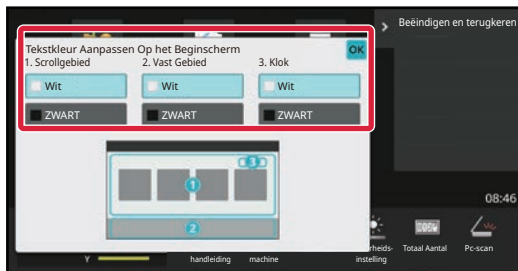 Beëindigen en terugkeren
Tekstkleur Aanpassen Op het Beginscherm
OK
1. Scrollgebied 2. Vast Gebied 3. Klok
Wit Wit Wit
ZWART ZWART ZWART
3
1
2
08:46
Totaal Aantal Pc-scan
Y handleiding machine instelling